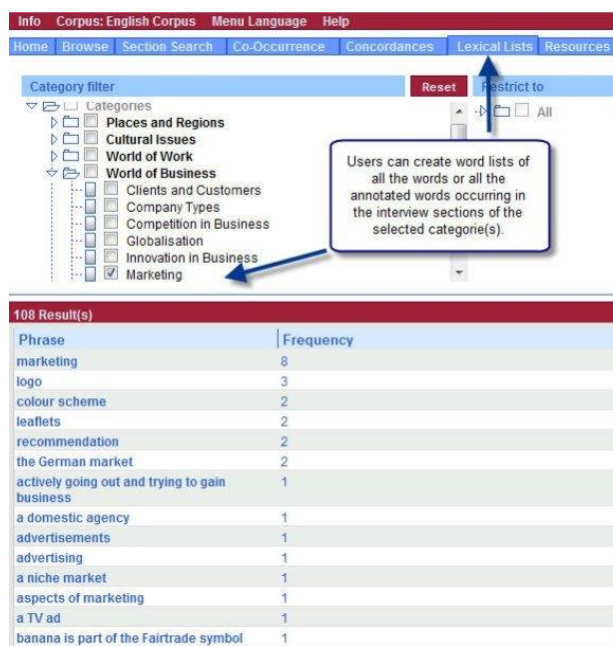 Info Corpus: English Corpus Menu Language Help
Home Browse Section Search Co-Occurrence Concordances Lexical Lists Resources
Category filter Reset Restrict to
Categories
All
Places and Regions
Cultural Issues
World of Work
World of Business
Clients and Customers
Company Types
Competition in Business
Globalisation
Innovation in Business
Marketing
Users can create word lists of
all the words or all the
annotated words occurring in
the interview sections of the
selected categorie(s).
108 Result(s)
Phrase Frequency
marketing 8
logo 3
colour scheme 2
leaflets 2
recommendation 2
the German market 2
actively going out and trying to gain 1
business
a domestic agency 1
advertisements 1
advertising 1
a niche market 1
aspects of marketing 1
a TV ad 1
banana is part of the Fairtrade symbol 1